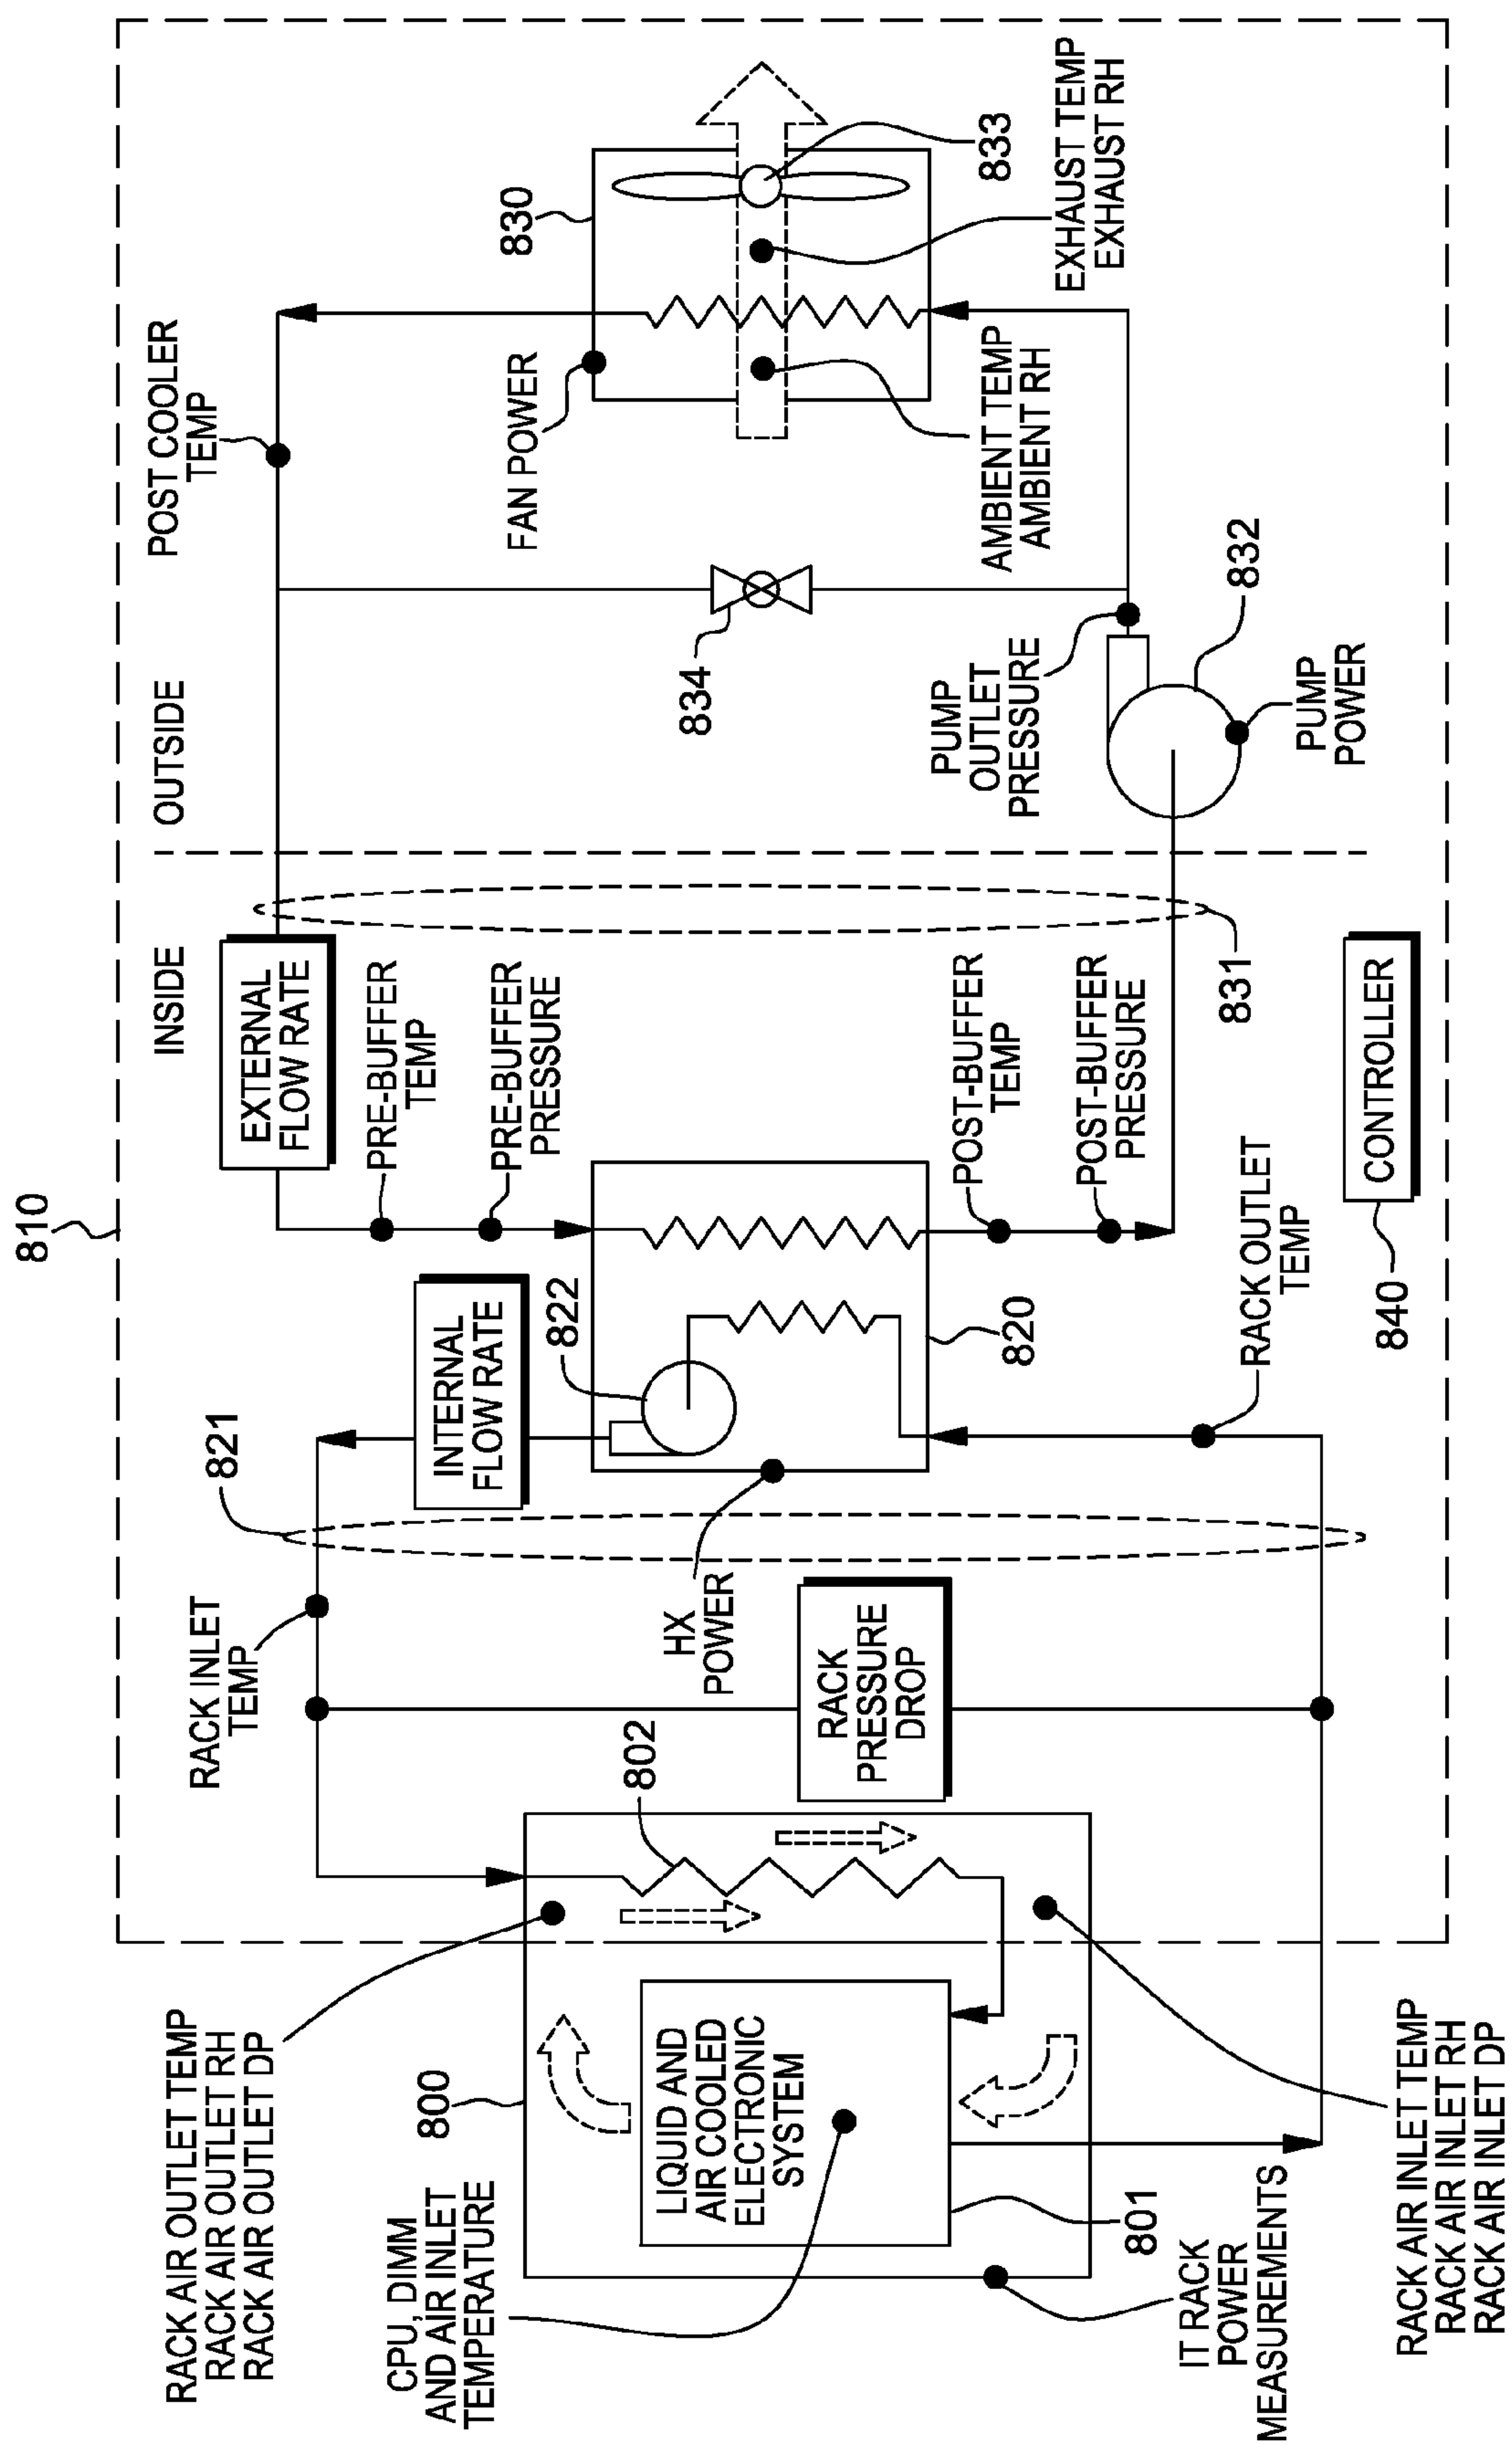 810
INSIDE
OUTSIDE
RACK AIR OUTLET TEMP
RACK AIR OUTLET RH
RACK AIR OUTLET DP
RACK INLET
TEMP
821
INTERNAL
FLOW RATE
EXTERNAL
FLOW RATE
PRE-BUFFER
TEMP
PRE-BUFFER
PRESSURE
POST COOLER
TEMP
CPU, DIMM
AND AIR INLET
TEMPERATURE
800
802
822
FAN POWER
830
LIQUID AND
AIR COOLED
ELECTRONIC
SYSTEM
HX
POWER
RACK
PRESSURE
DROP
834
833
820
POST-BUFFER
TEMP
POST-BUFFER
PRESSURE
PUMP
OUTLET
PRESSURE
AMBIENT TEMP
AMBIENT RH
EXHAUST TEMP
EXHAUST RH
801
IT RACK
POWER
MEASUREMENTS
RACK OUTLET
TEMP
831
832
PUMP
POWER
RACK AIR INLET TEMP
RACK AIR INLET RH
RACK AIR INLET DP
840
CONTROLLER